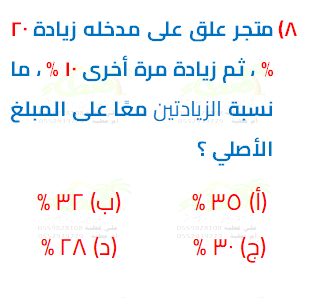 ٨) متجر علق على مدخله زيادة ٢٠
% ، ثم زيادة مرة أخرى ١٠ % ، ما
نسبة الزيادتين معًا على المبلغ
الأصلي ؟
(أ) ٣٥ % (ب) ٣٢ %
(ج) ٣٠ % (د) ٢٨ %